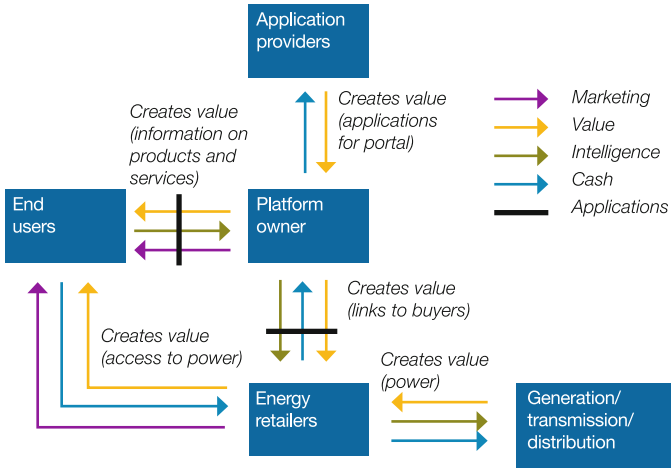 Application
providers
Creates value
(applications
for portal)
Creates value
(information on
products and
services)
Marketing
Value
Intelligence
Cash
Applications
End
users
Platform
owner
Creates value
(links to buyers)
Creates value
(access to power)
Creates value
(power)
Energy
retailers
Generation/
transmission/
distribution